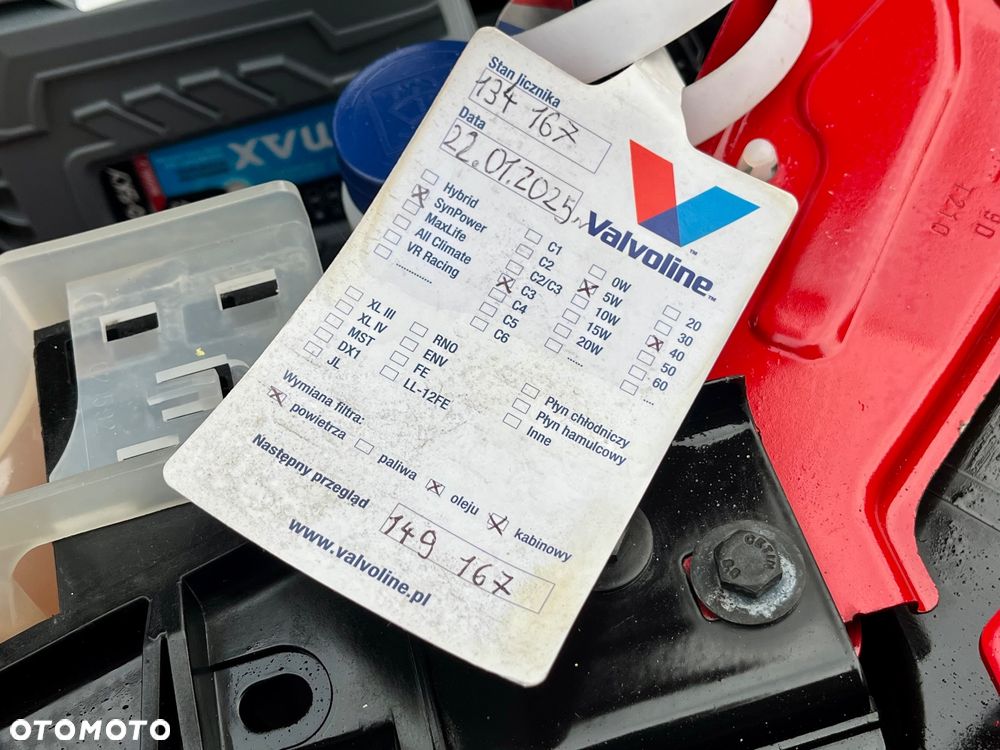 Stan licznika
134 167
Data
22.01.2025
Valvoline™
Hybrid
SynPower
MaxLife
All Climate
VR Racing
..............
C1
C2
C2/C3
C3
C4
C5
C6
0W
5W
10W
15W
20W
......
20
30
40
50
60
....
XL III
XL IV
MST
DX1
JL
RNO
ENV
FE
LL-12FE
Płyn chłodniczy
Płyn hamulcowy
Inne
Wymiana filtra:
powietrza
paliwa
oleju
kabinowy
Następny przegląd
149 167
www.valvoline.pl
OTOMOTO